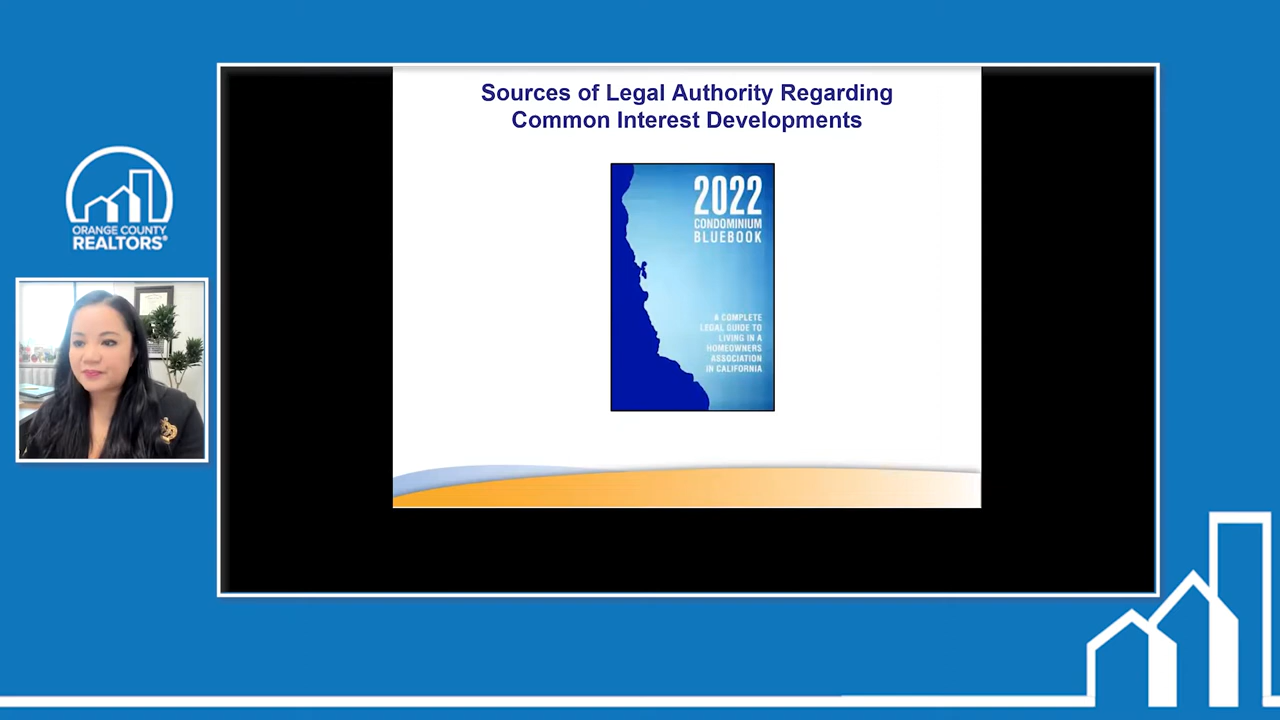 Sources of Legal Authority Regarding
Common Interest Developments
2022
CONDOMINIUM
BLUEBOOK
A COMPLETE
LEGAL GUIDE TO
LIVING IN A
HOMEOWNERS
ASSOCIATION
IN CALIFORNIA
ORANGE COUNTY
REALTORS®